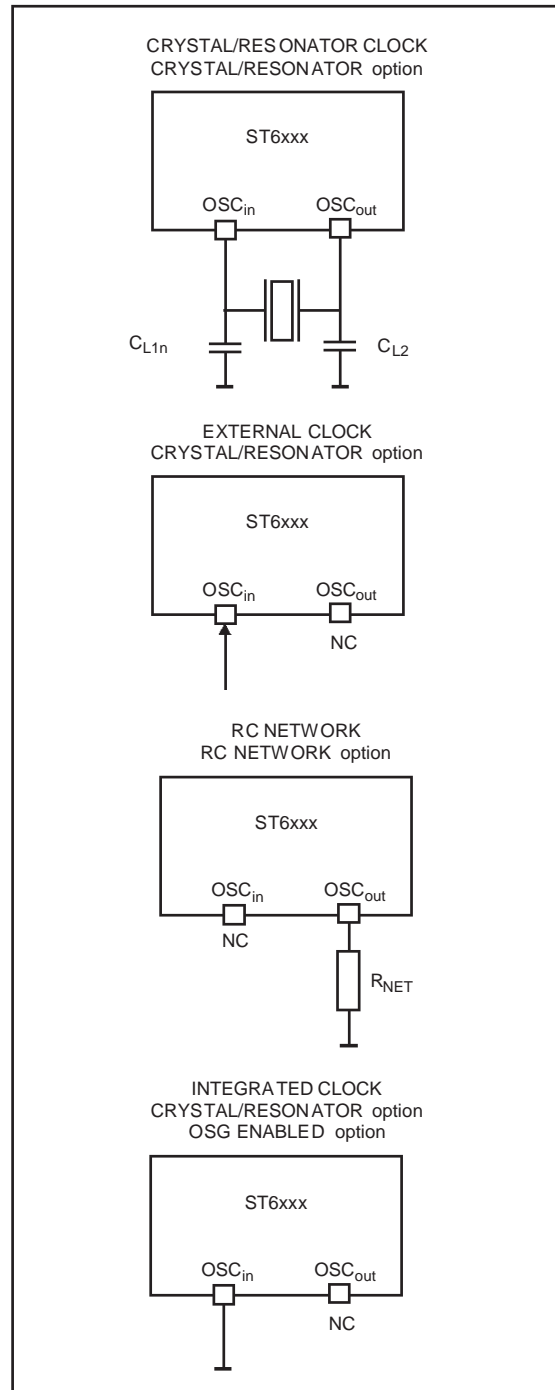 CRYSTAL/RESONATOR CLOCK
CRYSTAL/RESONATOR option
ST6xxx
OSCin OSCout
CL1n CL2
EXTERNAL CLOCK
CRYSTAL/RESONATOR option
ST6xxx
OSCin OSCout
NC
RC NETWORK
RC NETWORK option
ST6xxx
OSCin OSCout
NC
RNET
INTEGRATED CLOCK
CRYSTAL/RESONATOR option
OSG ENABLED option
ST6xxx
OSCin OSCout
NC